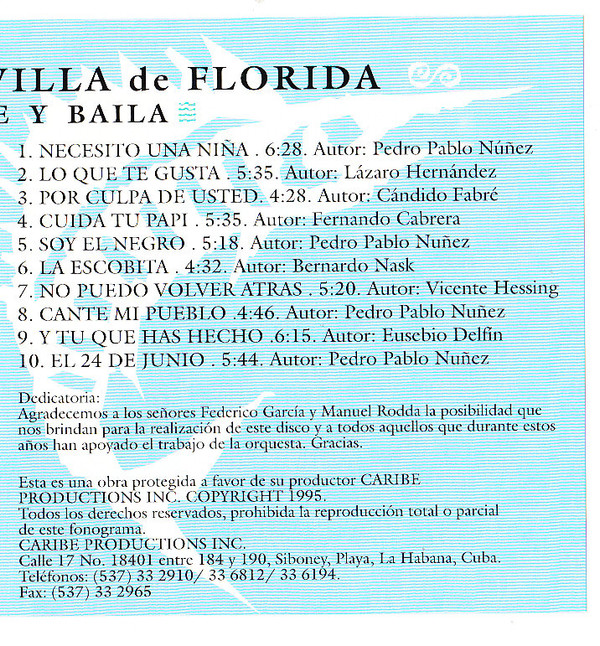 VILLA de FLORIDA
E Y BAILA
1. NECESITO UNA NIÑA . 6:28. Autor: Pedro Pablo Núñez
2. LO QUE TE GUSTA . 5:35. Autor: Lázaro Hernández
3. POR CULPA DE USTED. 4:28. Autor: Cándido Fabré
4. CUIDA TU PAPI . 5:35. Autor: Fernando Cabrera
5. SOY EL NEGRO . 5:18. Autor: Pedro Pablo Nuñez
6. LA ESCOBITA . 4:32. Autor: Bernardo Nask
7. NO PUEDO VOLVER ATRAS . 5:20. Autor: Vicente Hessing
8. CANTE MI PUEBLO .4:46. Autor: Pedro Pablo Nuñez
9. Y TU QUE HAS HECHO .6:15. Autor: Eusebio Delfín
10. EL 24 DE JUNIO . 5:44. Autor: Pedro Pablo Nuñez
Dedicatoria:
Agradecemos a los señores Federico García y Manuel Rodda la posibilidad que
nos brindan para la realización de este disco y a todos aquellos que durante estos
años han apoyado el trabajo de la orquesta. Gracias.
Esta es una obra protegida a favor de su productor CARIBE
PRODUCTIONS INC. COPYRIGHT 1995.
Todos los derechos reservados, prohibida la reproducción total o parcial
de este fonograma.
CARIBE PRODUCTIONS INC.
Calle 17 No. 18401 entre 184 y 190, Siboney, Playa, La Habana, Cuba.
Teléfonos: (537) 33 2910/ 33 6812/ 33 6194.
Fax: (537) 33 2965